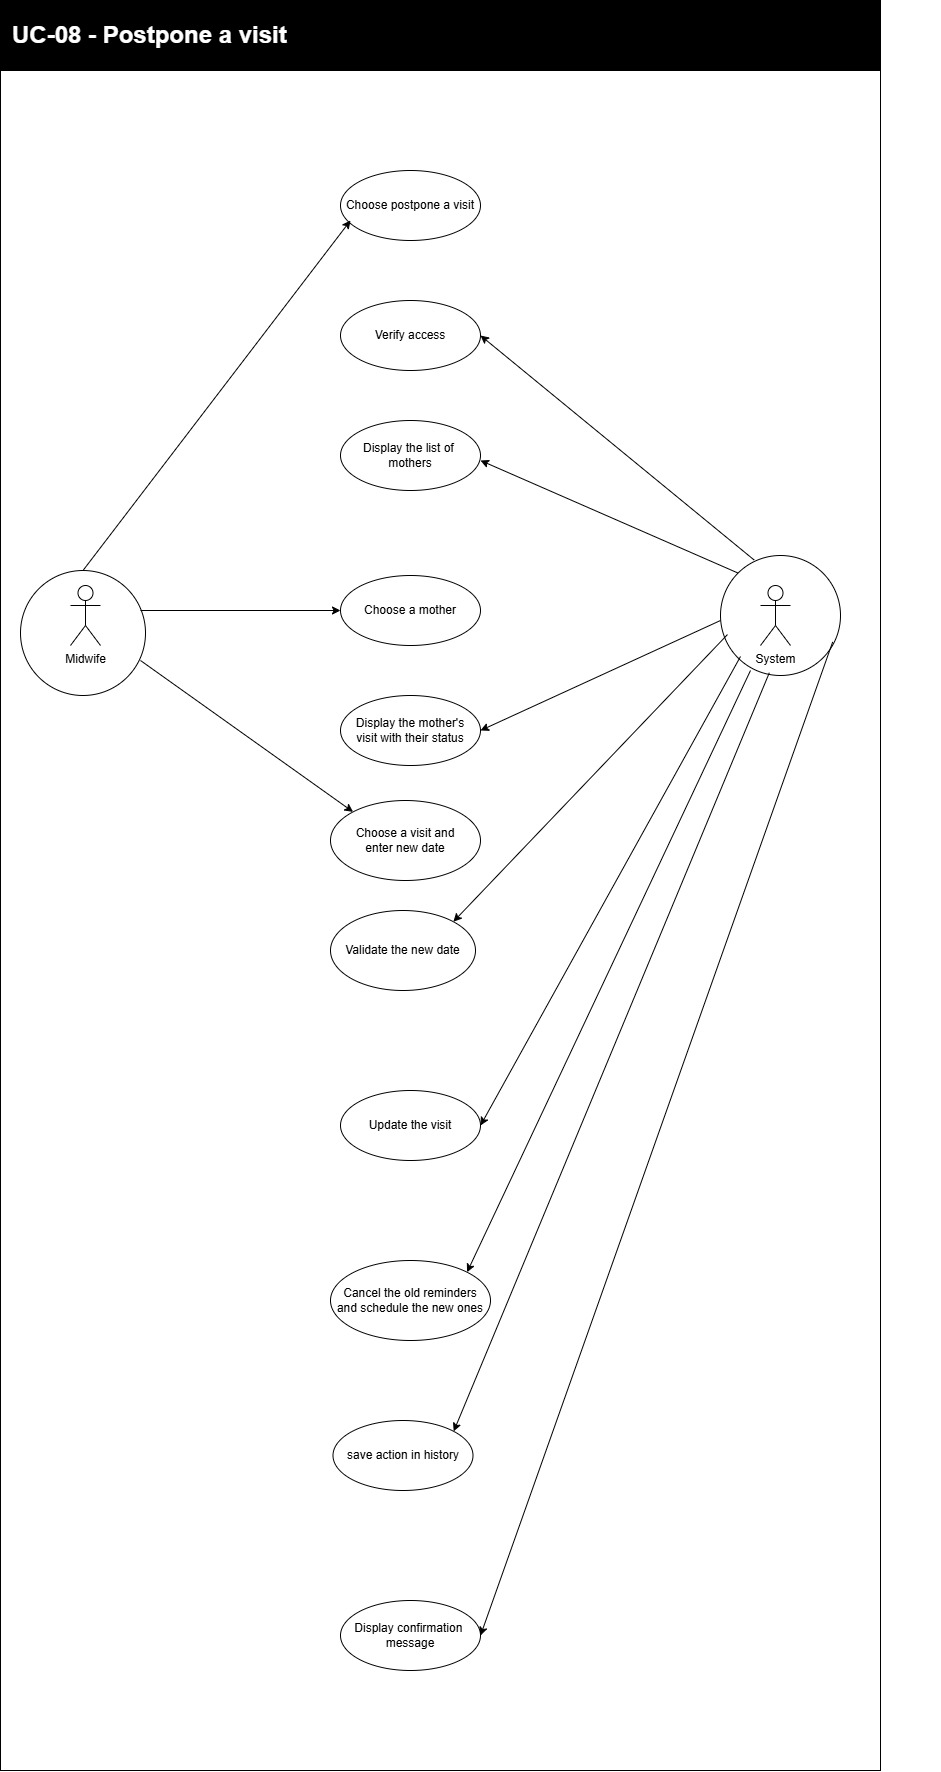 UC-08 - Postpone a visit
Choose postpone a visit
Verify access
Display the list of
mothers
Choose a mother
Midwife
System
Display the mother's
visit with their status
Choose a visit and
enter new date
Validate the new date
Update the visit
Cancel the old reminders
and schedule the new ones
save action in history
Display confirmation
message